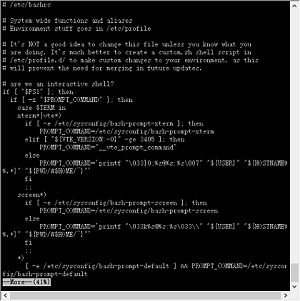 # /etc/bashrc
# System wide functions and aliases
# Environment stuff goes in /etc/profile
# It's NOT a good idea to change this file unless you know what you
# are doing. It's much better to create a custom.sh shell script in
# /etc/profile.d/ to make custom changes to your environment, as this
# will prevent the need for merging in future updates.
# are we an interactive shell?
if [ "$PS1" ]; then
if [ -z "$PROMPT_COMMAND" ]; then
case $TERM in
xterm*|vte*)
if [ -e /etc/sysconfig/bash-prompt-xterm ]; then
PROMPT_COMMAND=/etc/sysconfig/bash-prompt-xterm
elif [ "${VTE_VERSION:-0}" -ge 3405 ]; then
PROMPT_COMMAND="__vte_prompt_command"
else
PROMPT_COMMAND='printf "\033]0;%s@%s:%s\007" "${USER}" "${HOSTNAME%
%.*}" "${PWD/#$HOME/~}"'
fi
;;
screen*)
if [ -e /etc/sysconfig/bash-prompt-screen ]; then
PROMPT_COMMAND=/etc/sysconfig/bash-prompt-screen
else
PROMPT_COMMAND='printf "\033k%s@%s:%s\033\\" "${USER}" "${HOSTNAME%
%.*}" "${PWD/#$HOME/~}"'
fi
;;
*)
[ -e /etc/sysconfig/bash-prompt-default ] && PROMPT_COMMAND=/etc/syscon
fig/bash-prompt-default
--More--(41%)